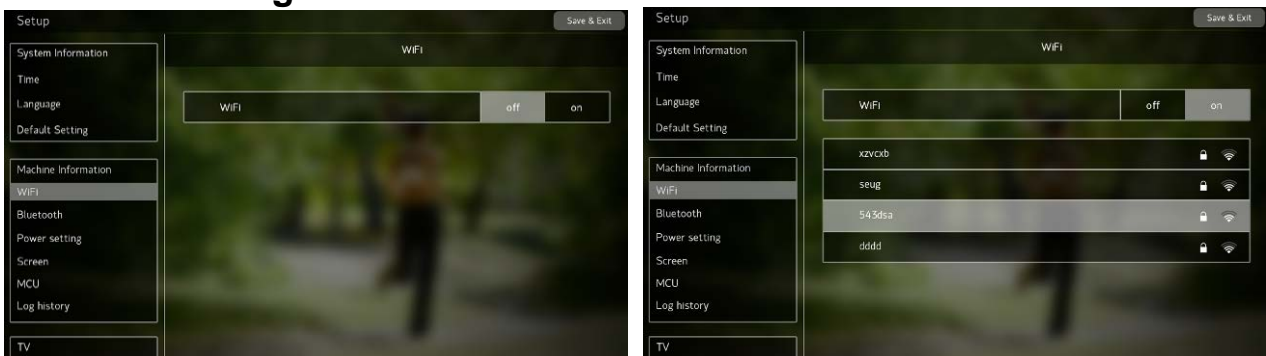 Setup
Save & Exit
System Information
Time
Language
Default Setting
Machine Information
WiFi
Bluetooth
Power setting
Screen
MCU
Log history
TV
WiFi
WiFi off on
Setup
Save & Exit
System Information
Time
Language
Default Setting
Machine Information
WiFi
Bluetooth
Power setting
Screen
MCU
Log history
TV
WiFi
WiFi off on
xzvcxb
seug
543dsa
dddd